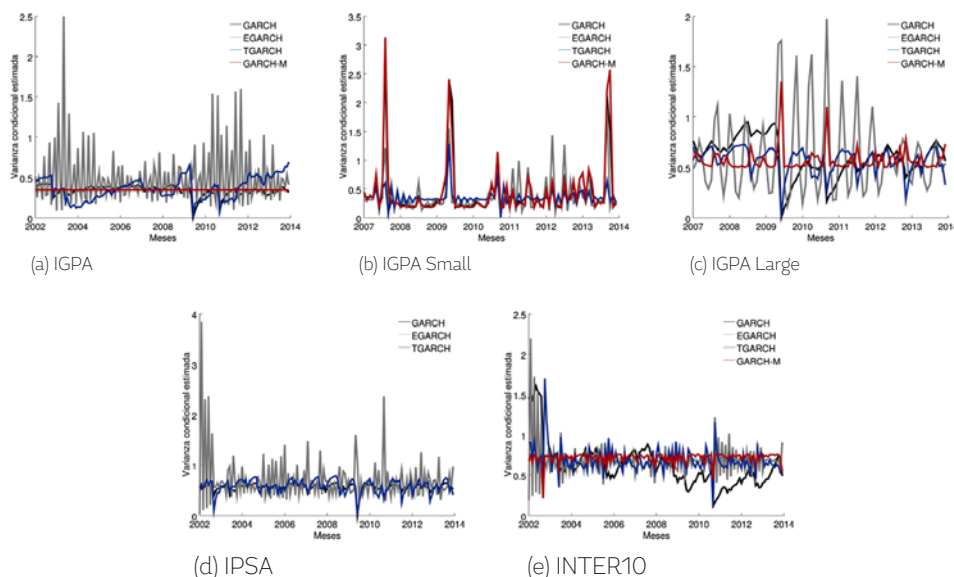 2.5
2
1.5
1
0.5
0
Varianza condicional estimada
GARCH
EGARCH
TGARCH
GARCH-M
2002 2004 2006 2008 2010 2012 2014
Meses
(a) IGPA
3.5
3
2.5
2
1.5
1
0.5
0
Varianza condicional estimada
GARCH
EGARCH
TGARCH
GARCH-M
2007 2008 2009 2010 2011 2012 2013 2014
Meses
(b) IGPA Small
2
1.5
1
0.5
0
Varianza condicional estimada
GARCH
EGARCH
TGARCH
GARCH-M
2007 2008 2009 2010 2011 2012 2013 2014
Meses
(c) IGPA Large
4
3
2
1
0
Varianza condicional estimada
GARCH
EGARCH
TGARCH
2002 2004 2006 2008 2010 2012 2014
Meses
(d) IPSA
2.5
2
1.5
1
0.5
0
Varianza condicional estimada
GARCH
EGARCH
TGARCH
GARCH-M
2002 2004 2006 2008 2010 2012 2014
Meses
(e) INTER10